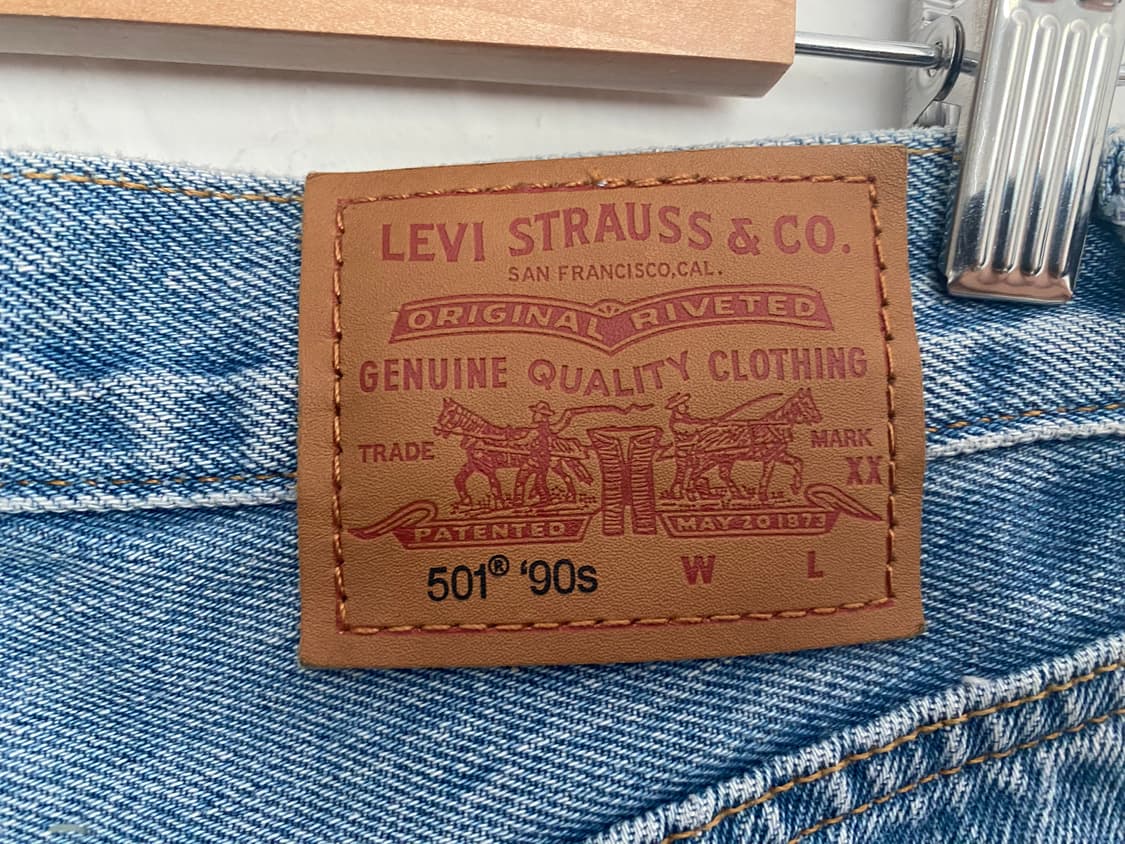 LEVI STRAUSS & CO.
SAN FRANCISCO, CAL.
ORIGINAL RIVETED
GENUINE QUALITY CLOTHING
TRADE MARK
XX
PATENTED MAY 20 1873
501® '90s W L